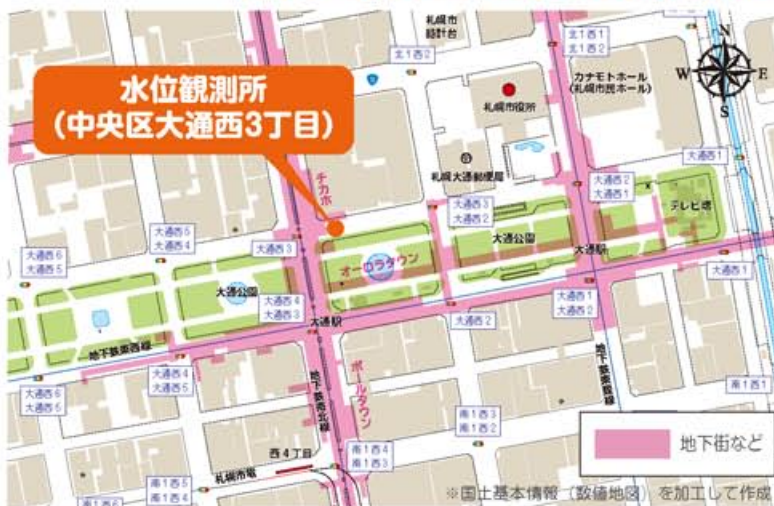 札幌市
時計台
北1西2
北1西1
北1西2
カナモトホール
(札幌市民ホール)
N
W
E
S
水位観測所
(中央区大通西3丁目)
札幌市役所
札幌大通郵便局
大通西1
チカホ
大通西3
大通西2
大通西2
大通西1
テレビ塔
大通西5
大通西4
大通西3
大通公園
大通駅
大通西6
大通西5
オーロラタウン
大通西1
大通公園
大通西4
大通西3
大通駅
大通西2
大通西1
大通西2
地下鉄東西線
大通西4
大通西5
ポールタウン
地下鉄南北線
地下鉄東豊線
大通西6
大通西5
南1西1
南1西3
南1西2
地下街など
西4丁目
南1西4
南1西3
札幌市電
南1西5
南1西4
南1西6
※国土基本情報(数値地図)を加工して作成